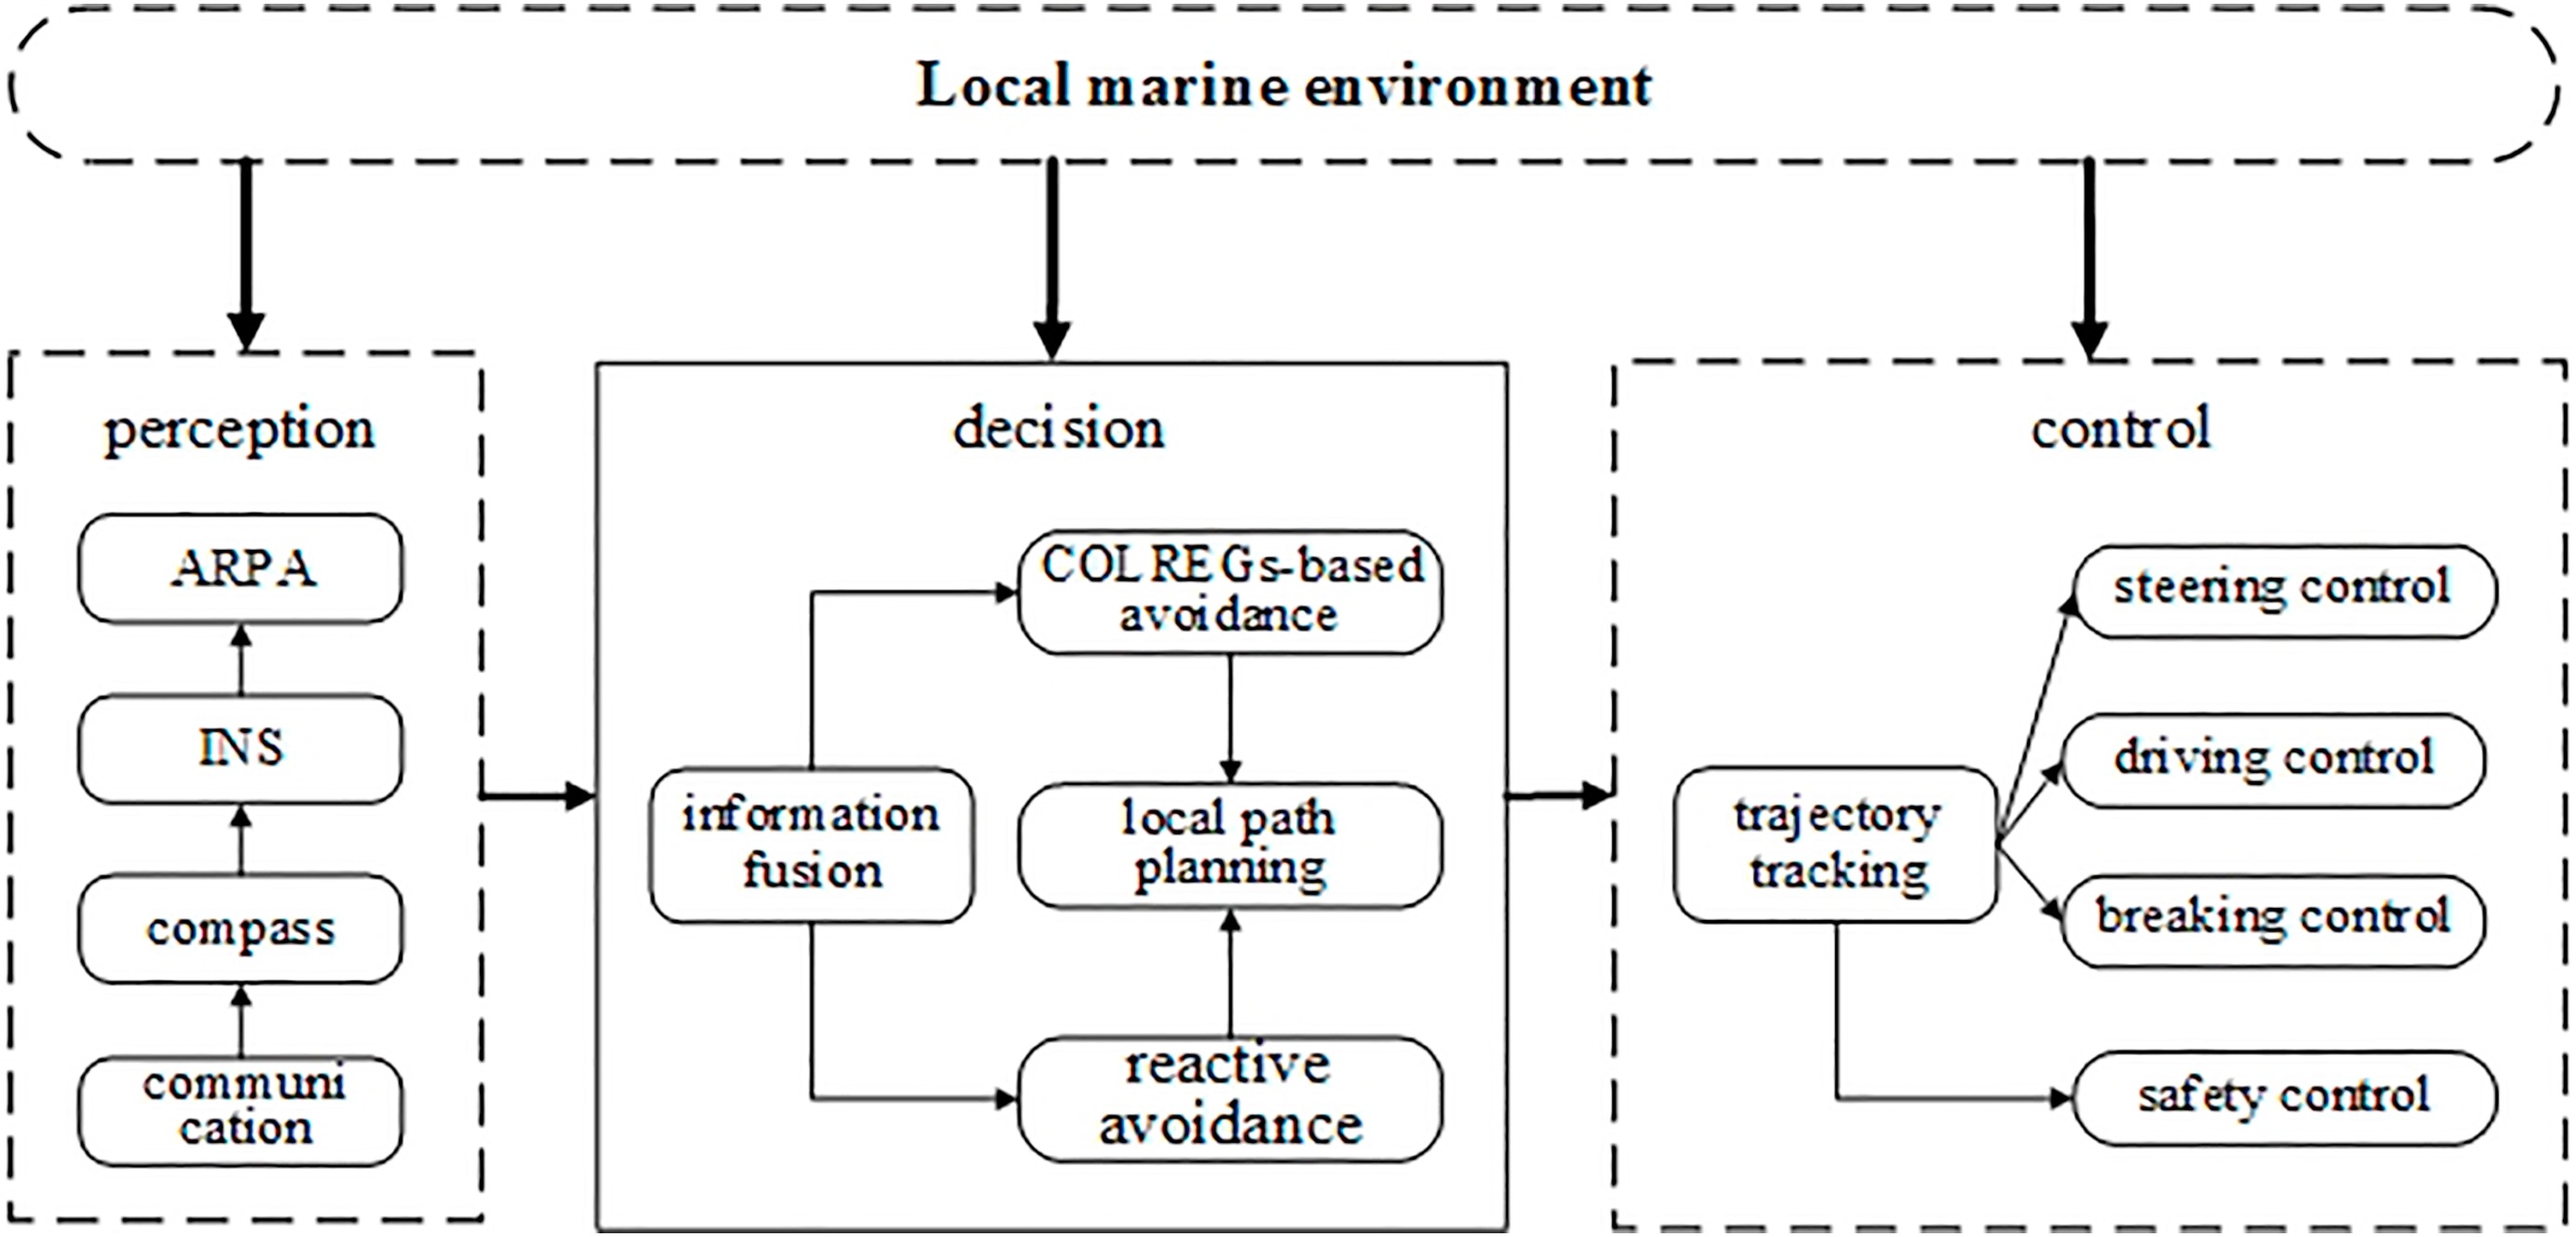 Local marine environment
perception
ARPA
INS
compass
communi
cation
decision
information
fusion
COLREGs-based
avoidance
local path
planning
reactive
avoidance
control
trajectory
tracking
steering control
driving control
breaking control
safety control